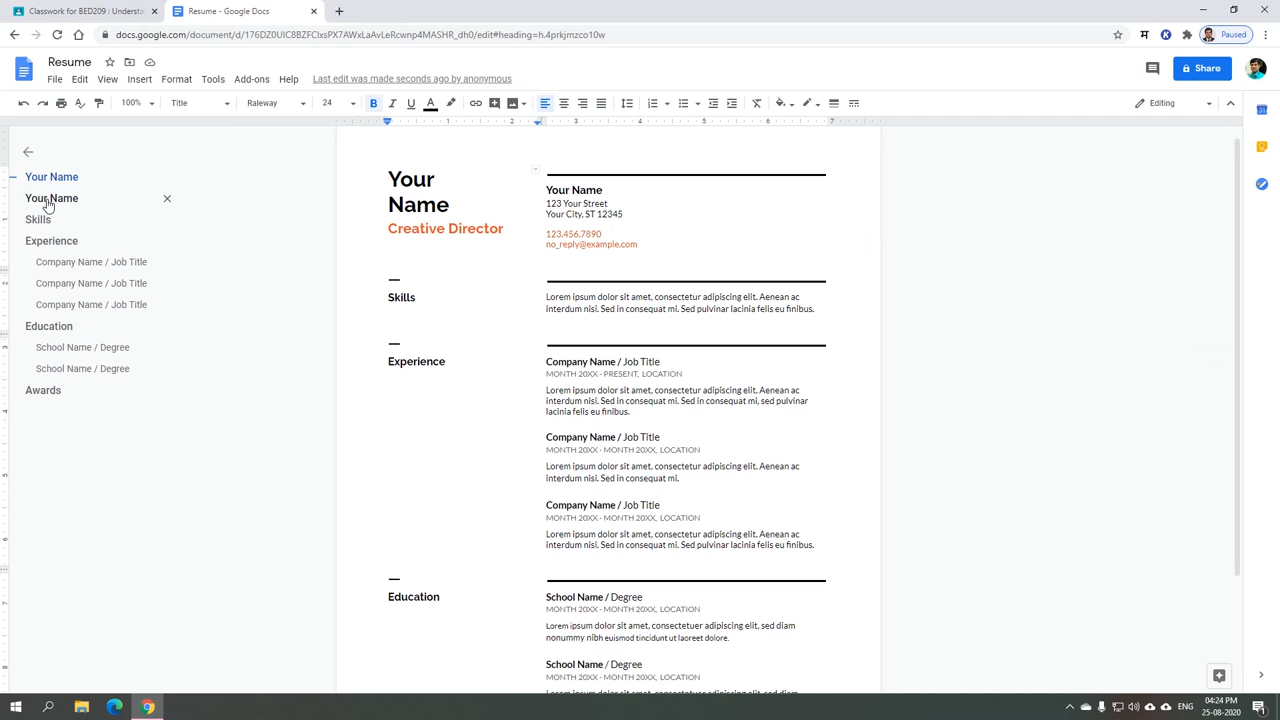 Classwork for BED209 : Understa
Resume - Google Docs
docs.google.com/document/d/176DZ0UIC8BZFClxsPX7AWxLaAvLeRcwnp4MASHR_dh0/edit#heading=h.4prkjmzco10w
Paused
Resume
File Edit View Insert Format Tools Add-ons Help Last edit was made seconds ago by anonymous
Share
100% Title Raleway 24 B I U A Editing
1 2 3 4 5 6 7
Your Name
Your Name
Skills
Experience
Company Name / Job Title
Company Name / Job Title
Company Name / Job Title
Education
School Name / Degree
School Name / Degree
Awards
Your
Name
Creative Director
Your Name
123 Your Street
Your City, ST 12345
123.456.7890
no_reply@example.com
Skills
Lorem ipsum dolor sit amet, consectetur adipiscing elit. Aenean ac
interdum nisi. Sed in consequat mi. Sed pulvinar lacinia felis eu finibus.
Experience
Company Name / Job Title
MONTH 20XX - PRESENT, LOCATION
Lorem ipsum dolor sit amet, consectetur adipiscing elit. Aenean ac
interdum nisi. Sed in consequat mi. Sed in consequat mi, sed pulvinar
lacinia felis eu finibus.
Company Name / Job Title
MONTH 20XX - MONTH 20XX, LOCATION
Lorem ipsum dolor sit amet, consectetur adipiscing elit. Aenean ac
interdum nisi. Sed in consequat mi.
Company Name / Job Title
MONTH 20XX - MONTH 20XX, LOCATION
Lorem ipsum dolor sit amet, consectetur adipiscing elit. Aenean ac
interdum nisi. Sed in consequat mi. Sed pulvinar lacinia felis eu finibus.
Education
School Name / Degree
MONTH 20XX - MONTH 20XX, LOCATION
Lorem ipsum dolor sit amet, consectetuer adipiscing elit, sed diam
nonummy nibh euismod tincidunt ut laoreet dolore.
School Name / Degree
MONTH 20XX - MONTH 20XX, LOCATION
ENG
04:24 PM
25-08-2020